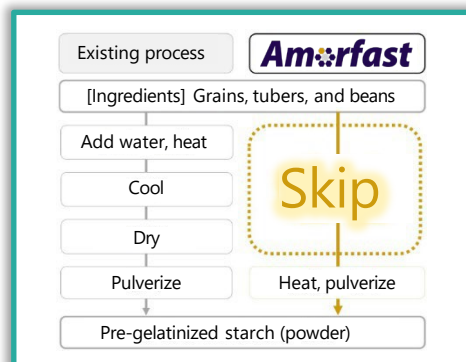 Existing process
Amorfast
[Ingredients] Grains, tubers, and beans
Add water, heat
Cool
Dry
Pulverize
Skip
Heat, pulverize
Pre-gelatinized starch (powder)